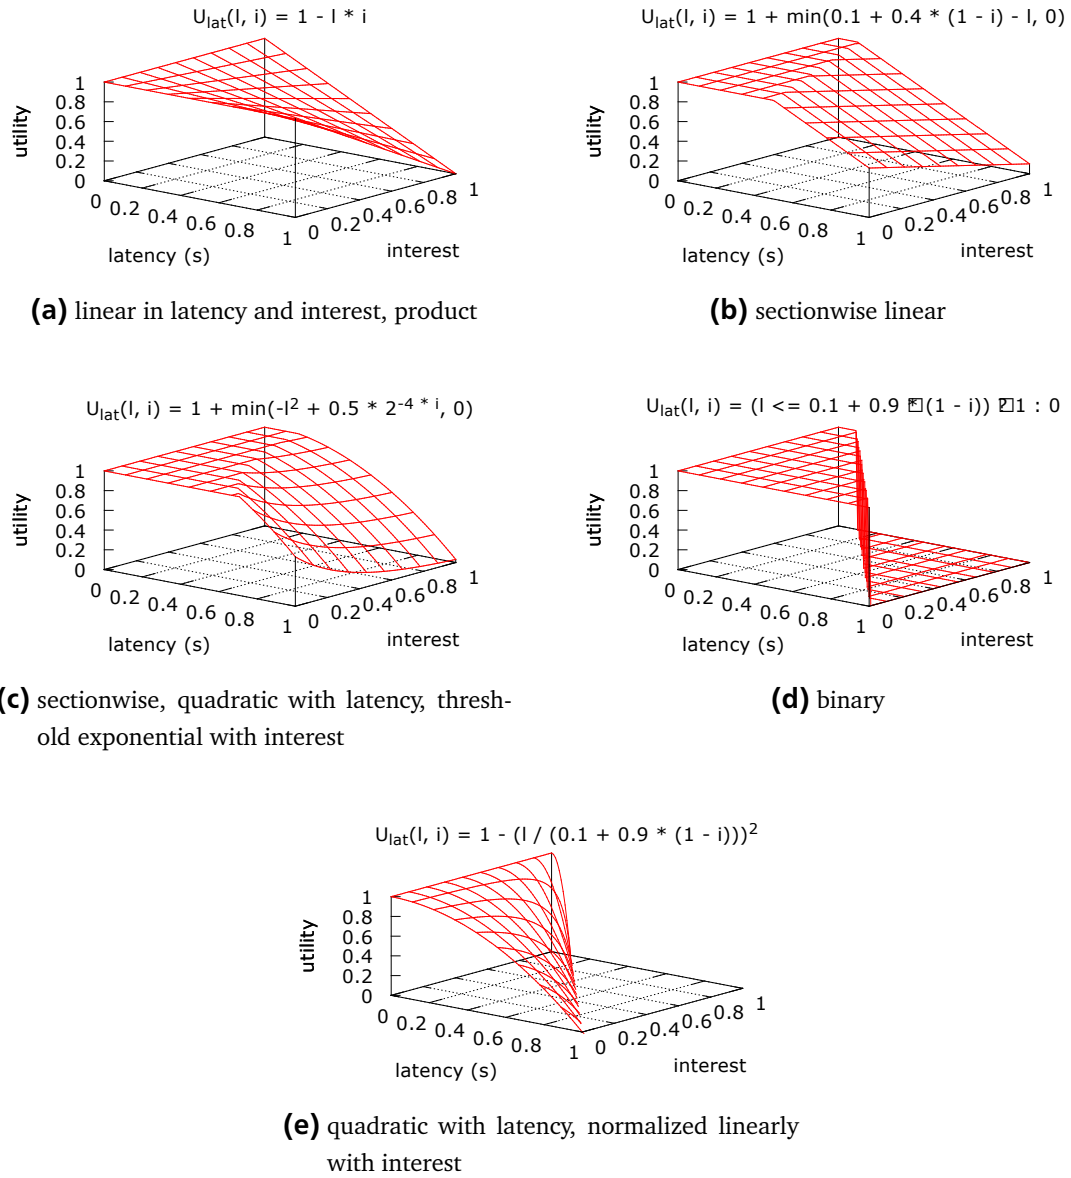 U_lat(l, i) = 1 - l * i
1
0.8
0.6
0.4
0.2
0
utility
0 0.2 0.4 0.6 0.8 1
latency (s)
0 0.2 0.4 0.6 0.8 1
interest
(a) linear in latency and interest, product
U_lat(l, i) = 1 + min(0.1 + 0.4 * (1 - i) - l, 0)
1
0.8
0.6
0.4
0.2
0
utility
0 0.2 0.4 0.6 0.8 1
latency (s)
0 0.2 0.4 0.6 0.8 1
interest
(b) sectionwise linear
U_lat(l, i) = 1 + min(-l² + 0.5 * 2^-4 * i, 0)
1
0.8
0.6
0.4
0.2
0
utility
0 0.2 0.4 0.6 0.8 1
latency (s)
0 0.2 0.4 0.6 0.8 1
interest
(c) sectionwise, quadratic with latency, thresh-
old exponential with interest
U_lat(l, i) = (l <= 0.1 + 0.9 * (1 - i)) ? 1 : 0
1
0.8
0.6
0.4
0.2
0
utility
0 0.2 0.4 0.6 0.8 1
latency (s)
0 0.2 0.4 0.6 0.8 1
interest
(d) binary
U_lat(l, i) = 1 - (l / (0.1 + 0.9 * (1 - i)))²
1
0.8
0.6
0.4
0.2
0
utility
0 0.2 0.4 0.6 0.8 1
latency (s)
0 0.2 0.4 0.6 0.8 1
interest
(e) quadratic with latency, normalized linearly
with interest